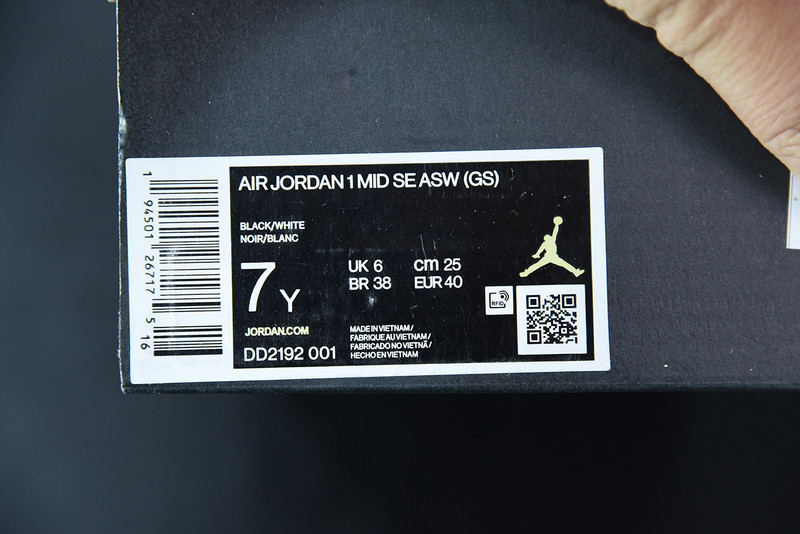 AIR JORDAN 1 MID SE ASW (GS)
BLACK/WHITE
NOIR/BLANC
7Y
UK 6 cm 25
BR 38 EUR 40
JORDAN.COM
DD2192 001
MADE IN VIETNAM /
FABRIQUE AU VIETNAM /
FABRICADO NO VIETNÃ /
HECHO EN VIETNAM
RFID
1 94501 26717 5 16